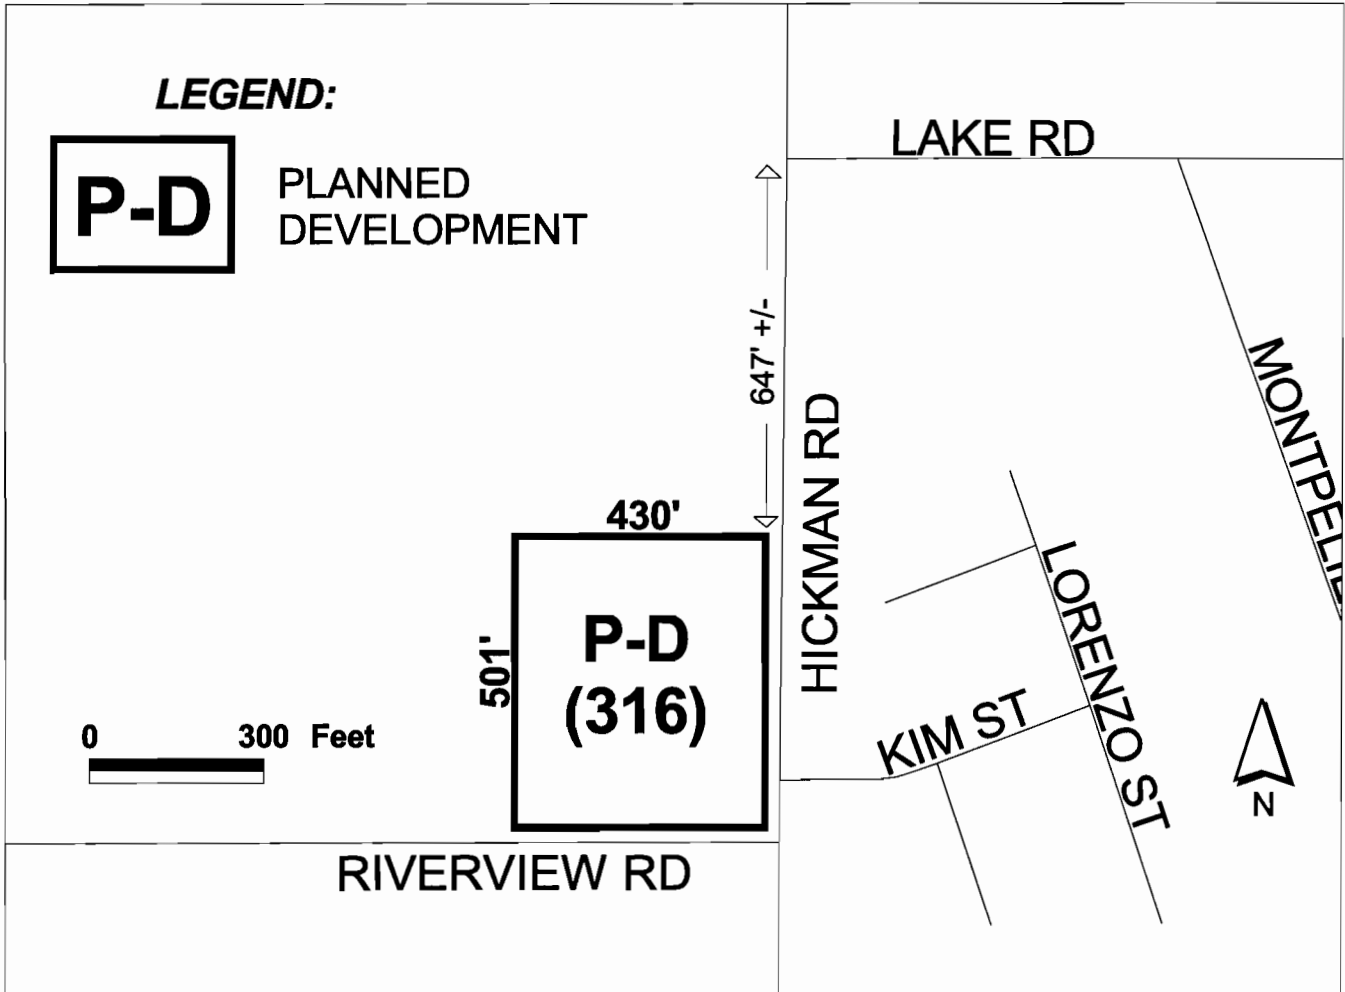 LEGEND:
P-D
PLANNED
DEVELOPMENT
LAKE RD
647' +/-
HICKMAN RD
430'
501'
P-D
(316)
LORENZO ST
KIM ST
0 300 Feet
N
RIVERVIEW RD